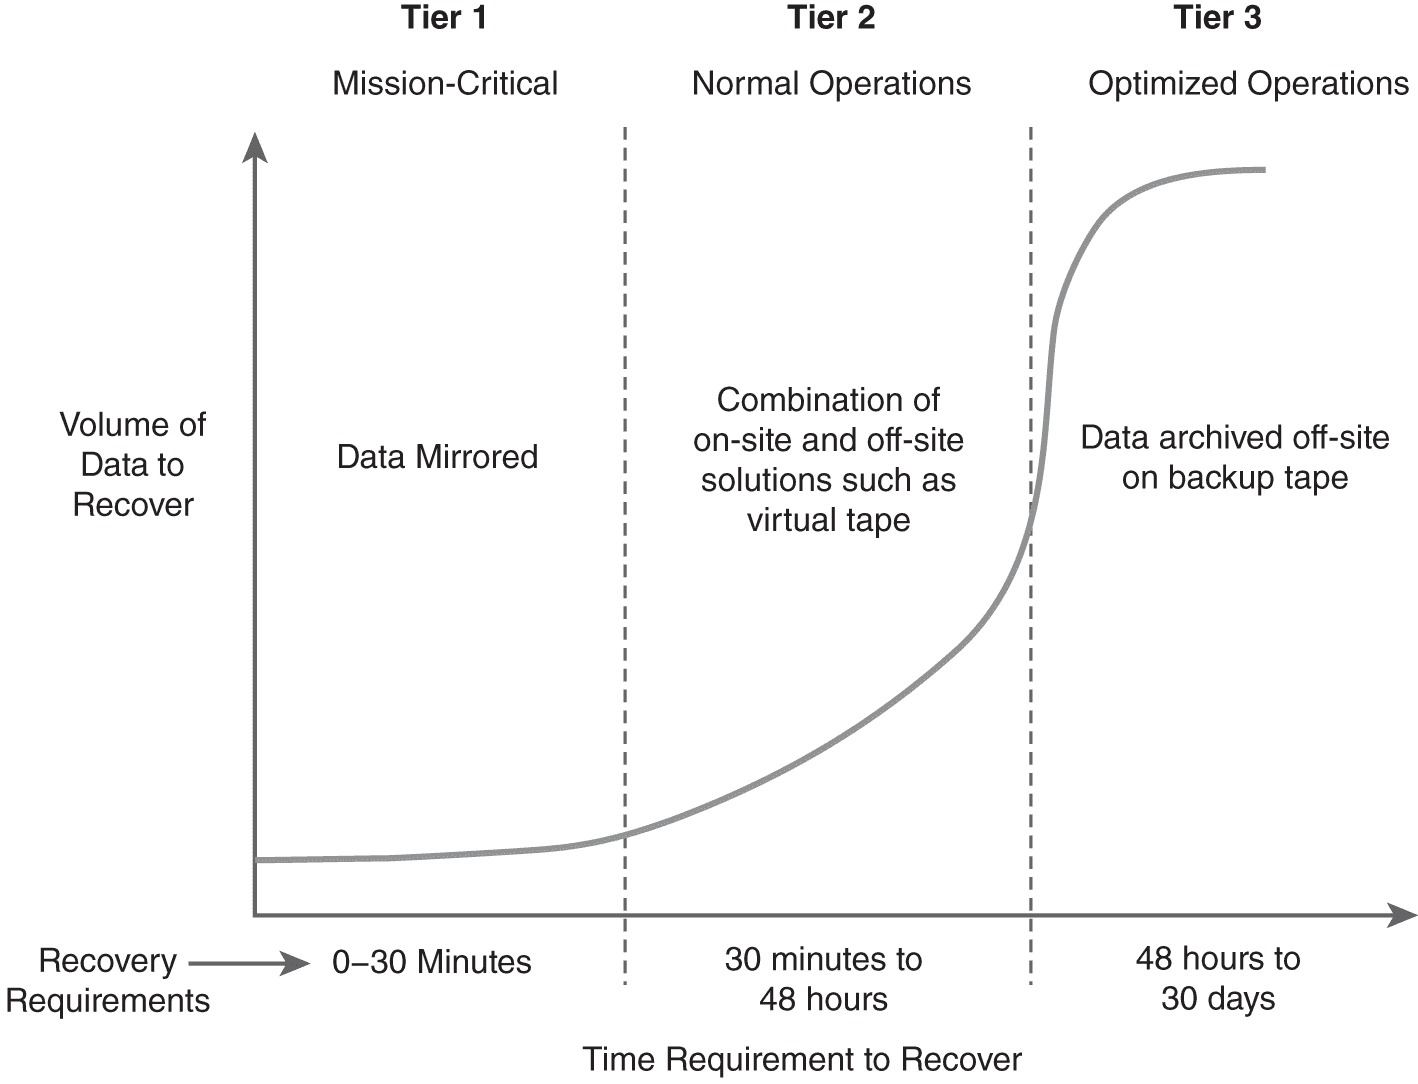 Tier 1
Tier 2
Tier 3
Mission-Critical
Normal Operations
Optimized Operations
Volume of
Data to
Recover
Data Mirrored
Combination of
on-site and off-site
solutions such as
virtual tape
Data archived off-site
on backup tape
Recovery
Requirements
0–30 Minutes
30 minutes to
48 hours
48 hours to
30 days
Time Requirement to Recover